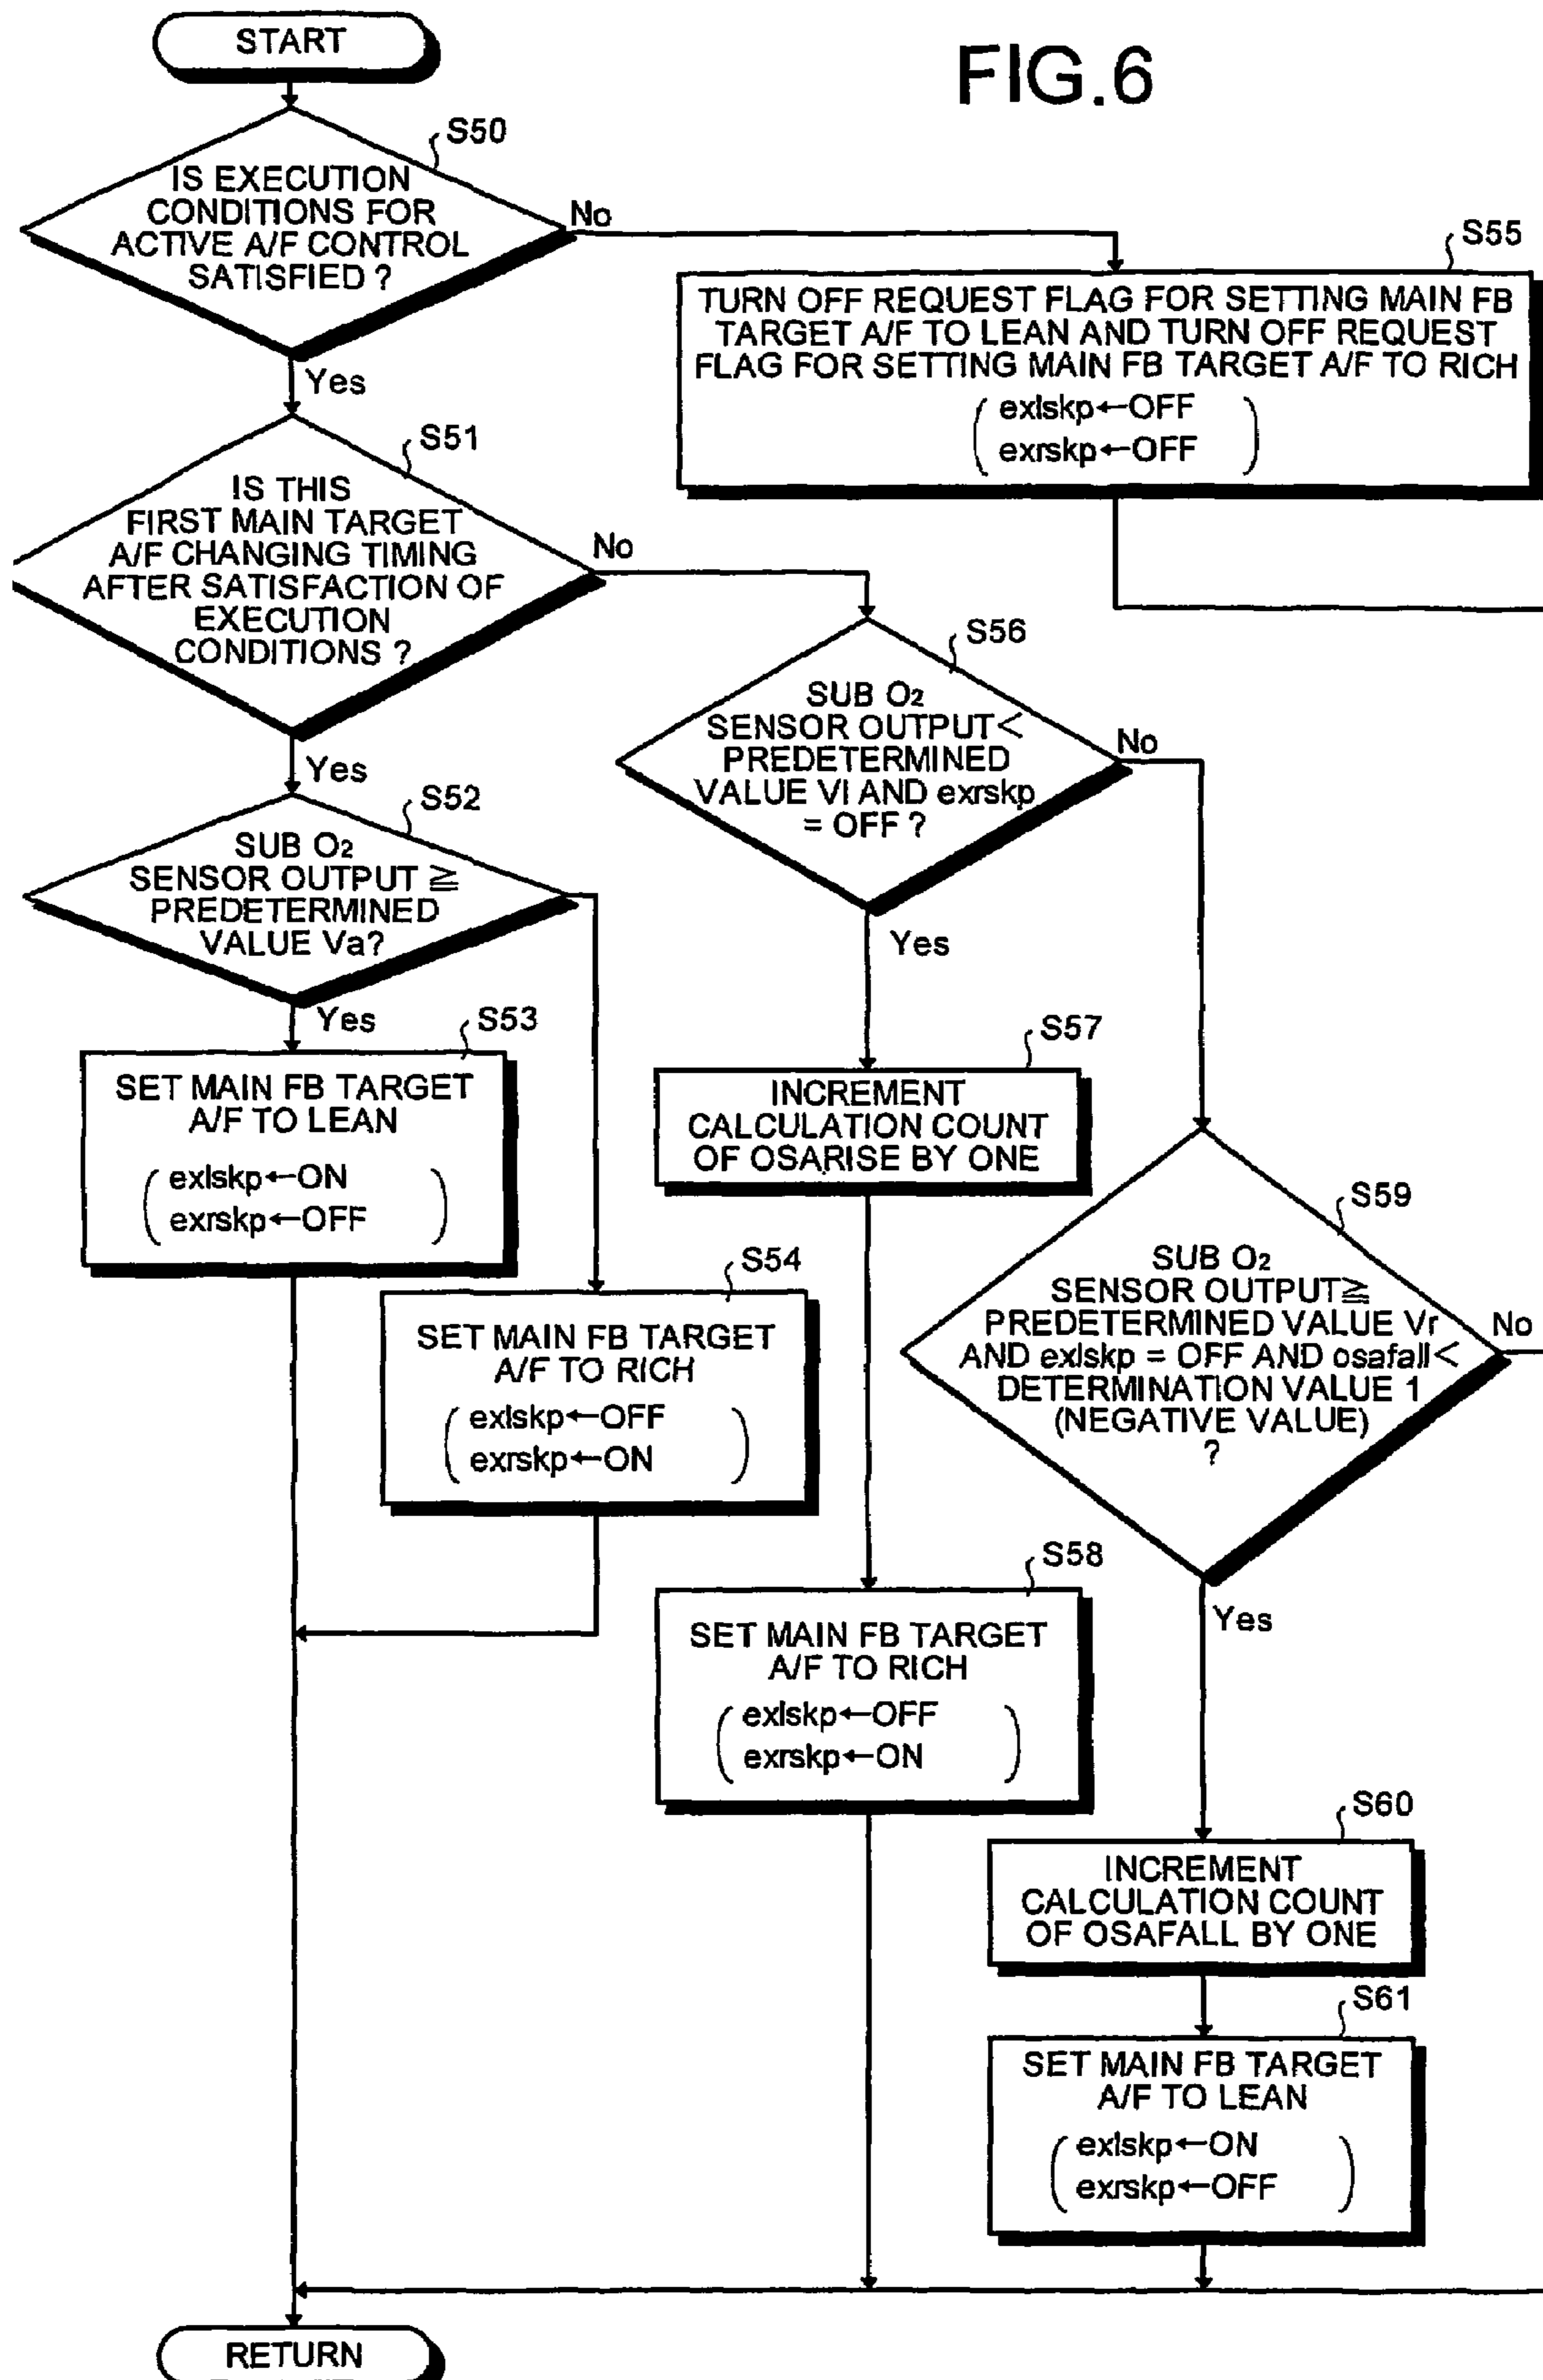 START
FIG.6
S50
IS EXECUTION
CONDITIONS FOR
ACTIVE A/F CONTROL
SATISFIED ?
No
Yes
S55
TURN OFF REQUEST FLAG FOR SETTING MAIN FB
TARGET A/F TO LEAN AND TURN OFF REQUEST
FLAG FOR SETTING MAIN FB TARGET A/F TO RICH
( exlskp←OFF
exrskp←OFF )
S51
IS THIS
FIRST MAIN TARGET
A/F CHANGING TIMING
AFTER SATISFACTION OF
EXECUTION
CONDITIONS ?
No
Yes
S56
SUB O2
SENSOR OUTPUT<
PREDETERMINED
VALUE Vl AND exrskp
= OFF ?
No
Yes
S52
SUB O2
SENSOR OUTPUT ≧
PREDETERMINED
VALUE Va?
Yes
S53
SET MAIN FB TARGET
A/F TO LEAN
( exlskp←ON
exrskp←OFF )
S57
INCREMENT
CALCULATION COUNT
OF OSARISE BY ONE
S54
SET MAIN FB TARGET
A/F TO RICH
( exlskp←OFF
exrskp←ON )
S59
SUB O2
SENSOR OUTPUT≧
PREDETERMINED VALUE Vr
AND exlskp = OFF AND osafall<
DETERMINATION VALUE 1
(NEGATIVE VALUE)
?
No
Yes
S58
SET MAIN FB TARGET
A/F TO RICH
( exlskp←OFF
exrskp←ON )
S60
INCREMENT
CALCULATION COUNT
OF OSAFALL BY ONE
S61
SET MAIN FB TARGET
A/F TO LEAN
( exlskp←ON
exrskp←OFF )
RETURN